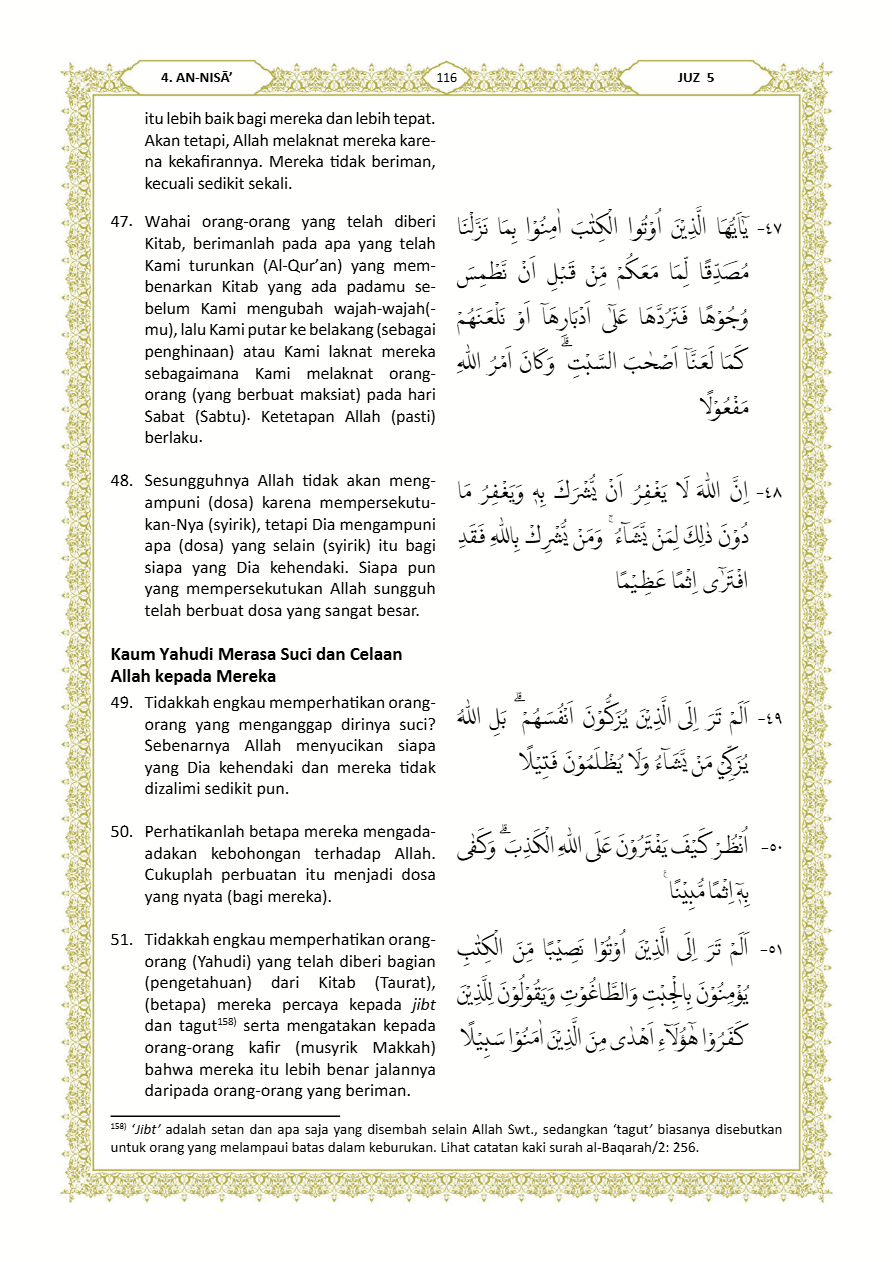 4. AN-NISĀ’
116
JUZ 5
itu lebih baik bagi mereka dan lebih tepat.
Akan tetapi, Allah melaknat mereka kare-
na kekafirannya. Mereka tidak beriman,
kecuali sedikit sekali.
47. Wahai orang-orang yang telah diberi
Kitab, berimanlah pada apa yang telah
Kami turunkan (Al-Qur’an) yang mem-
benarkan Kitab yang ada padamu se-
belum Kami mengubah wajah-wajah(-
mu), lalu Kami putar ke belakang (sebagai
penghinaan) atau Kami laknat mereka
sebagaimana Kami melaknat orang-
orang (yang berbuat maksiat) pada hari
Sabat (Sabtu). Ketetapan Allah (pasti)
berlaku.
٤٧- يٰٓاَيُّهَا الَّذِيْنَ اُوْتُوا الْكِتٰبَ اٰمِنُوْا بِمَا نَزَّلْنَا
مُصَدِّقًا لِّمَا مَعَكُمْ مِّنْ قَبْلِ اَنْ نَّطْمِسَ
وُجُوْهًا فَنَرُدَّهَا عَلٰٓى اَدْبَارِهَآ اَوْ نَلْعَنَهُمْ
كَمَا لَعَنَّآ اَصْحٰبَ السَّبْتِ ۗ وَكَانَ اَمْرُ اللّٰهِ
مَفْعُوْلًا
48. Sesungguhnya Allah tidak akan meng-
ampuni (dosa) karena mempersekutu-
kan-Nya (syirik), tetapi Dia mengampuni
apa (dosa) yang selain (syirik) itu bagi
siapa yang Dia kehendaki. Siapa pun
yang mempersekutukan Allah sungguh
telah berbuat dosa yang sangat besar.
٤٨- اِنَّ اللّٰهَ لَا يَغْفِرُ اَنْ يُّشْرَكَ بِهٖ وَيَغْفِرُ مَا
دُوْنَ ذٰلِكَ لِمَنْ يَّشَاۤءُ ۚ وَمَنْ يُّشْرِكْ بِاللّٰهِ فَقَدِ
افْتَرٰٓى اِثْمًا عَظِيْمًا
Kaum Yahudi Merasa Suci dan Celaan
Allah kepada Mereka
49. Tidakkah engkau memperhatikan orang-
orang yang menganggap dirinya suci?
Sebenarnya Allah menyucikan siapa
yang Dia kehendaki dan mereka tidak
dizalimi sedikit pun.
٤٩- اَلَمْ تَرَ اِلَى الَّذِيْنَ يُزَكُّوْنَ اَنْفُسَهُمْ ۗ بَلِ اللّٰهُ
يُزَكِّيْ مَنْ يَّشَاۤءُ وَلَا يُظْلَمُوْنَ فَتِيْلًا
50. Perhatikanlah betapa mereka mengada-
adakan kebohongan terhadap Allah.
Cukuplah perbuatan itu menjadi dosa
yang nyata (bagi mereka).
٥٠- اُنْظُرْ كَيْفَ يَفْتَرُوْنَ عَلَى اللّٰهِ الْكَذِبَ ۗ وَكَفٰى
بِهٖٓ اِثْمًا مُّبِيْنًا ۚ
51. Tidakkah engkau memperhatikan orang-
orang (Yahudi) yang telah diberi bagian
(pengetahuan) dari Kitab (Taurat),
(betapa) mereka percaya kepada jibt
dan tagut158) serta mengatakan kepada
orang-orang kafir (musyrik Makkah)
bahwa mereka itu lebih benar jalannya
daripada orang-orang yang beriman.
٥١- اَلَمْ تَرَ اِلَى الَّذِيْنَ اُوْتُوْا نَصِيْبًا مِّنَ الْكِتٰبِ
يُؤْمِنُوْنَ بِالْجِبْتِ وَالطَّاغُوْتِ وَيَقُوْلُوْنَ لِلَّذِيْنَ
كَفَرُوْا هٰٓؤُلَاۤءِ اَهْدٰى مِنَ الَّذِيْنَ اٰمَنُوْا سَبِيْلًا
158) ‘Jibt’ adalah setan dan apa saja yang disembah selain Allah Swt., sedangkan ‘tagut’ biasanya disebutkan
untuk orang yang melampaui batas dalam keburukan. Lihat catatan kaki surah al-Baqarah/2: 256.